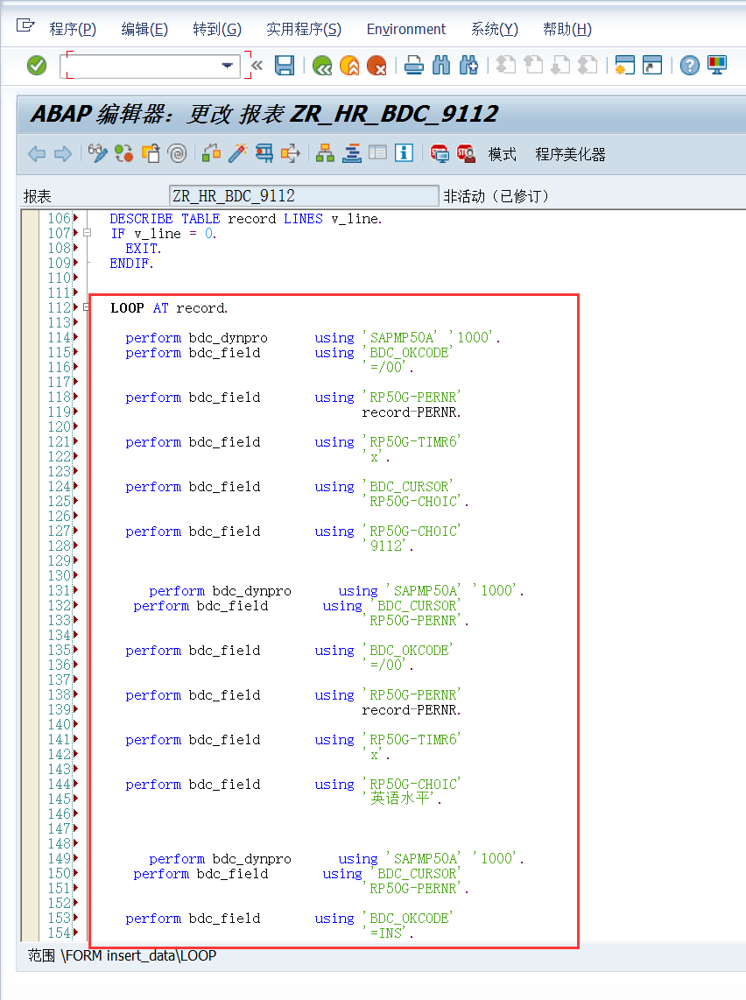 程序(P) 编辑(E) 转到(G) 实用程序(S) Environment 系统(Y) 帮助(H)
ABAP 编辑器：更改 报表 ZR_HR_BDC_9112
模式 程序美化器
报表 ZR_HR_BDC_9112 非活动（已修订）
106 DESCRIBE TABLE record LINES v_line.
107 IF v_line = 0.
108 EXIT.
109 ENDIF.
110
111
112 LOOP AT record.
113
114 perform bdc_dynpro using 'SAPMP50A' '1000'.
115 perform bdc_field using 'BDC_OKCODE'
116 '=/00'.
117
118 perform bdc_field using 'RP50G-PERNR'
119 record-PERNR.
120
121 perform bdc_field using 'RP50G-TIMR6'
122 'x'.
123
124 perform bdc_field using 'BDC_CURSOR'
125 'RP50G-CHOIC'.
126
127 perform bdc_field using 'RP50G-CHOIC'
128 '9112'.
129
130
131 perform bdc_dynpro using 'SAPMP50A' '1000'.
132 perform bdc_field using 'BDC_CURSOR'
133 'RP50G-PERNR'.
134
135 perform bdc_field using 'BDC_OKCODE'
136 '=/00'.
137
138 perform bdc_field using 'RP50G-PERNR'
139 record-PERNR.
140
141 perform bdc_field using 'RP50G-TIMR6'
142 'x'.
143
144 perform bdc_field using 'RP50G-CHOIC'
145 '英语水平'.
146
147
148
149 perform bdc_dynpro using 'SAPMP50A' '1000'.
150 perform bdc_field using 'BDC_CURSOR'
151 'RP50G-PERNR'.
152
153 perform bdc_field using 'BDC_OKCODE'
154 '=INS'.
范围 \FORM insert_data\LOOP